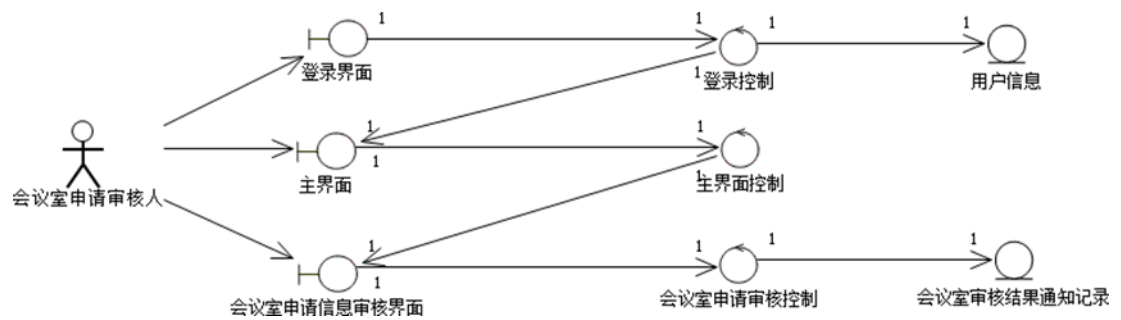 1 1 1 1
登录界面
1
登录控制
用户信息
1 1
1
主界面
1
主界面控制
会议室申请审核人
1 1 1 1
1
会议室申请信息审核界面
会议室申请审核控制
会议室审核结果通知记录